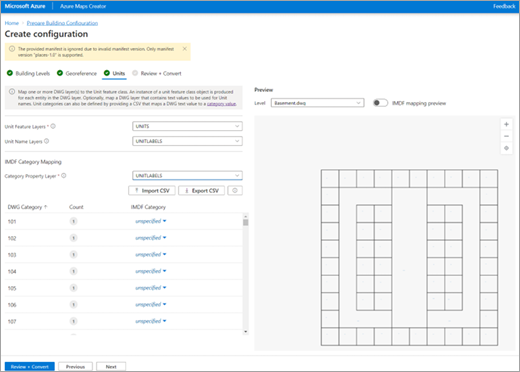 Microsoft Azure Azure Maps Creator Feedback
Home > Prepare Building Configuration
Create configuration
The provided manifest is ignored due to invalid manifest version. Only manifest
version "places-1.0" is supported.
Building Levels Georeference Units Review + Convert
Map one or more DWG layer(s) to the Unit feature class. An instance of a Unit feature class object is produced
for each entity in the DWG layer. Optionally, map a DWG layer that contains text values to be used for Unit
names. Unit categories can also be defined by providing a CSV that maps a DWG text value to a category value.
Preview
Level Basement.dwg IMDF mapping preview
Unit Feature Layers * UNITS
Unit Name Layers UNITLABELS
IMDF Category Mapping
Category Property Layer * UNITLABELS
Import CSV Export CSV
DWG Category ↑ Count IMDF Category
101 1 unspecified
102 1 unspecified
103 1 unspecified
104 1 unspecified
105 1 unspecified
106 1 unspecified
107 1 unspecified
Review + Convert Previous Next